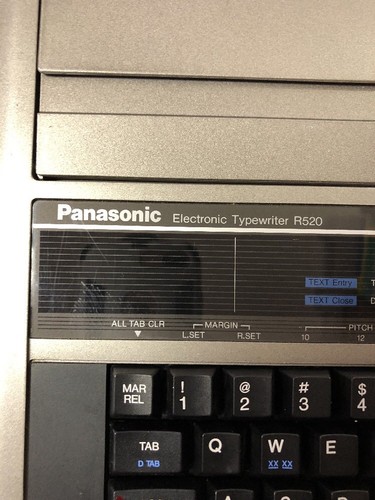 Panasonic Electronic Typewriter R520
TEXT Entry
TEXT Close
ALL TAB CLR MARGIN PITCH
L.SET R.SET 10 12
MAR REL ! 1 @ 2 # 3 $ 4
TAB D TAB Q W XX XX E